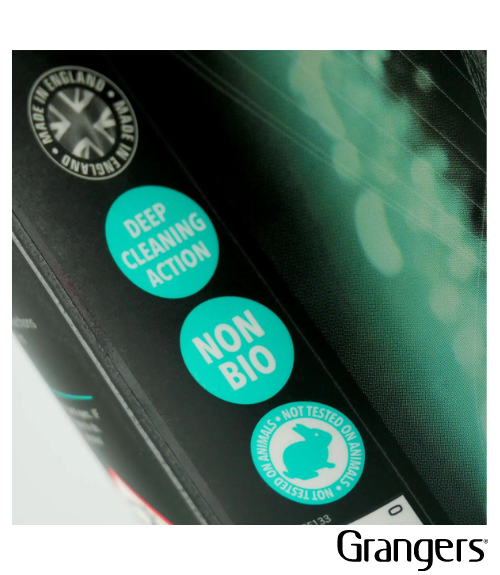 MADE IN ENGLAND • MADE IN ENGLAND •
DEEP
CLEANING
ACTION
NON
BIO
NOT TESTED ON ANIMALS • NOT TESTED ON ANIMALS •
Grangers